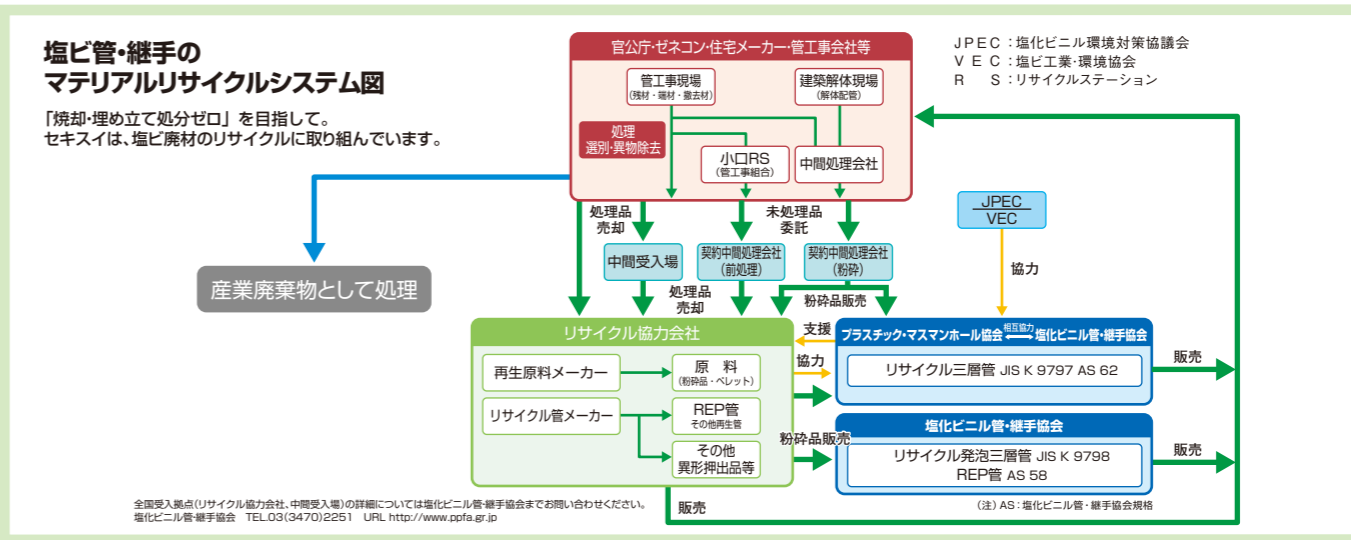 塩ビ管・継手の
マテリアルリサイクルシステム図
「焼却・埋め立て処分ゼロ」を目指して。
セキスイは、塩ビ廃材のリサイクルに取り組んでいます。
官公庁・ゼネコン・住宅メーカー・管工事会社等
管工事現場
(残材・端材・撤去材)
建築解体現場
(解体配管)
処理
選別・異物除去
小口RS
(管工事組合)
中間処理会社
JPEC:塩化ビニル環境対策協議会
VEC:塩ビ工業・環境協会
RS:リサイクルステーション
処理品
売却
未処理品
委託
JPEC
VEC
中間受入場
契約中間処理会社
(前処理)
契約中間処理会社
(粉砕)
協力
産業廃棄物として処理
処理品
売却
粉砕品販売
リサイクル協力会社
再生原料メーカー
原 料
(粉砕品・ペレット)
リサイクル管メーカー
REP管
その他再生管
その他
異形押出品等
支援
協力
プラスチック・マスマンホール協会 相互協力 塩化ビニル管・継手協会
リサイクル三層管 JIS K 9797 AS 62
販売
粉砕品販売
塩化ビニル管・継手協会
リサイクル発泡三層管 JIS K 9798
REP管 AS 58
販売
販売
(注)AS:塩化ビニル管・継手協会規格
全国受入拠点(リサイクル協力会社、中間受入場)の詳細については塩化ビニル管・継手協会までお問い合わせください。
塩化ビニル管・継手協会 TEL.03(3470)2251 URL http://www.ppfa.gr.jp